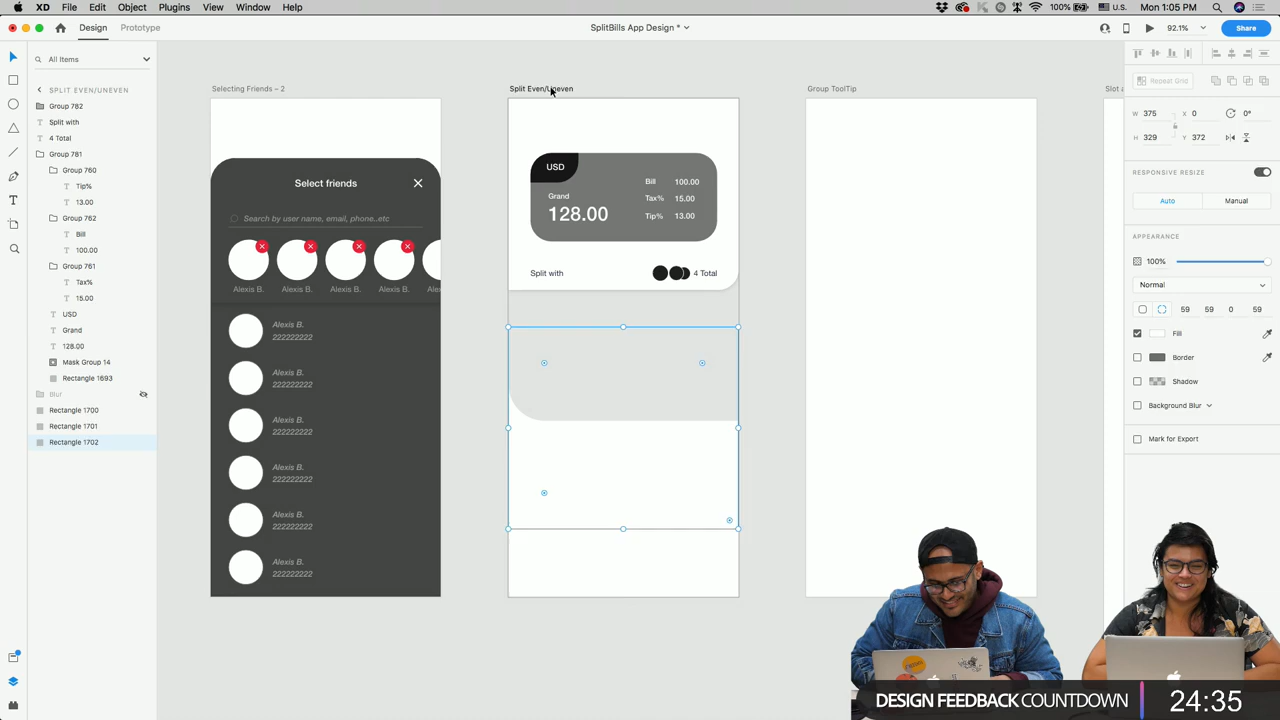 XD File Edit Object Plugins View Window Help
100% U.S. Mon 1:05 PM
Design Prototype
SplitBills App Design *
92.1%
Share
All Items
SPLIT EVEN/UNEVEN
Group 782
Split with
4 Total
Group 781
Group 760
Tip%
13.00
Group 762
Bill
100.00
Group 761
Tax%
15.00
USD
Grand
128.00
Mask Group 14
Rectangle 1693
Blur
Rectangle 1700
Rectangle 1701
Rectangle 1702
Selecting Friends – 2
Select friends
Search by user name, email, phone..etc
Alexis B. Alexis B. Alexis B. Alexis B.
Alexis B.
222222222
Alexis B.
222222222
Alexis B.
222222222
Alexis B.
222222222
Alexis B.
222222222
Alexis B.
222222222
Split Even/Uneven
USD
Grand
128.00
Bill 100.00
Tax% 15.00
Tip% 13.00
Split with 4 Total
Group ToolTip
Slot a
Repeat Grid
W 375 X 0 0°
H 329 Y 372
RESPONSIVE RESIZE
Auto Manual
APPEARANCE
100%
Normal
59 59 0 59
Fill
Border
Shadow
Background Blur
Mark for Export
DESIGN FEEDBACK COUNTDOWN 24:35